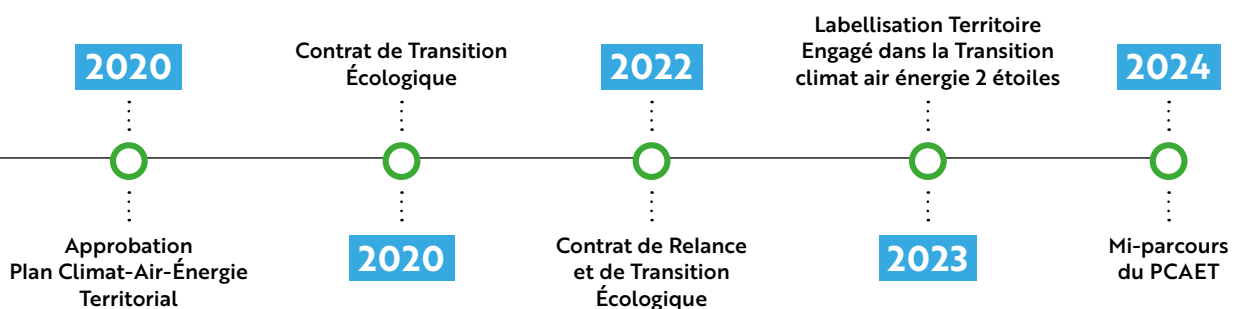 2020
Approbation
Plan Climat-Air-Énergie
Territorial
Contrat de Transition
Écologique
2020
2022
Contrat de Relance
et de Transition
Écologique
Labellisation Territoire
Engagé dans la Transition
climat air énergie 2 étoiles
2023
2024
Mi-parcours
du PCAET